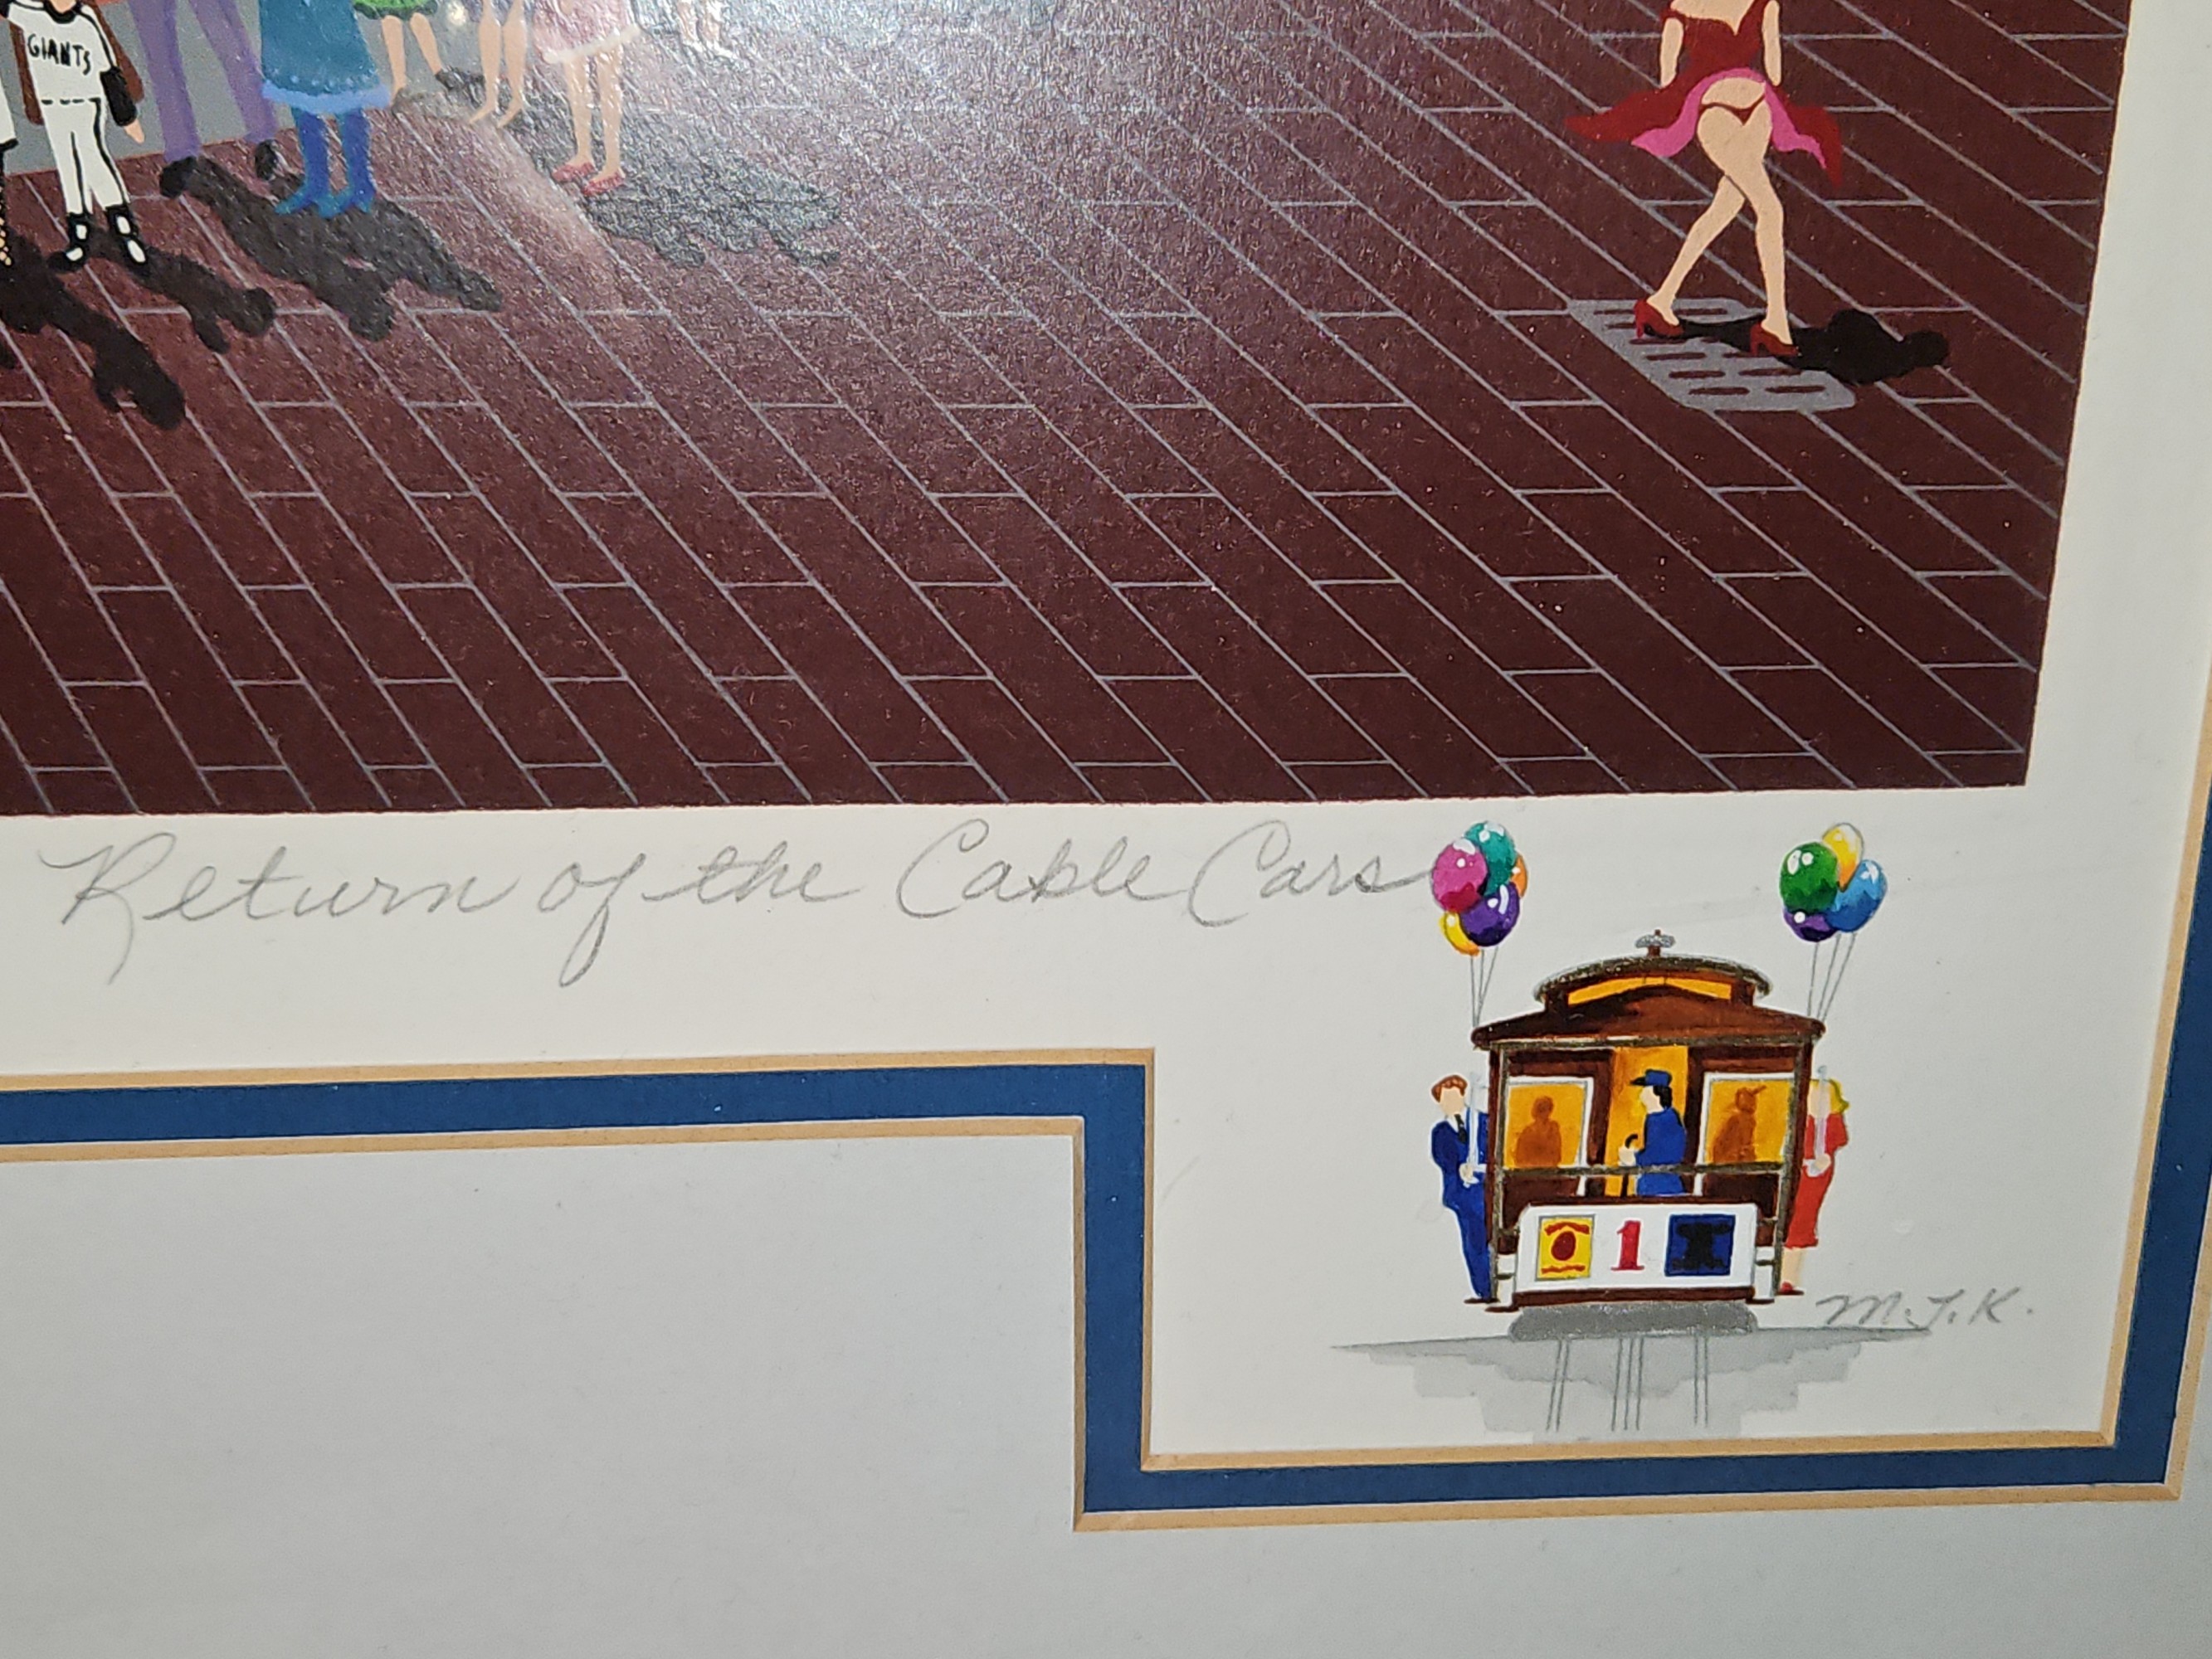 GIANTS
Return of the Cable Cars
1
M.J.K.